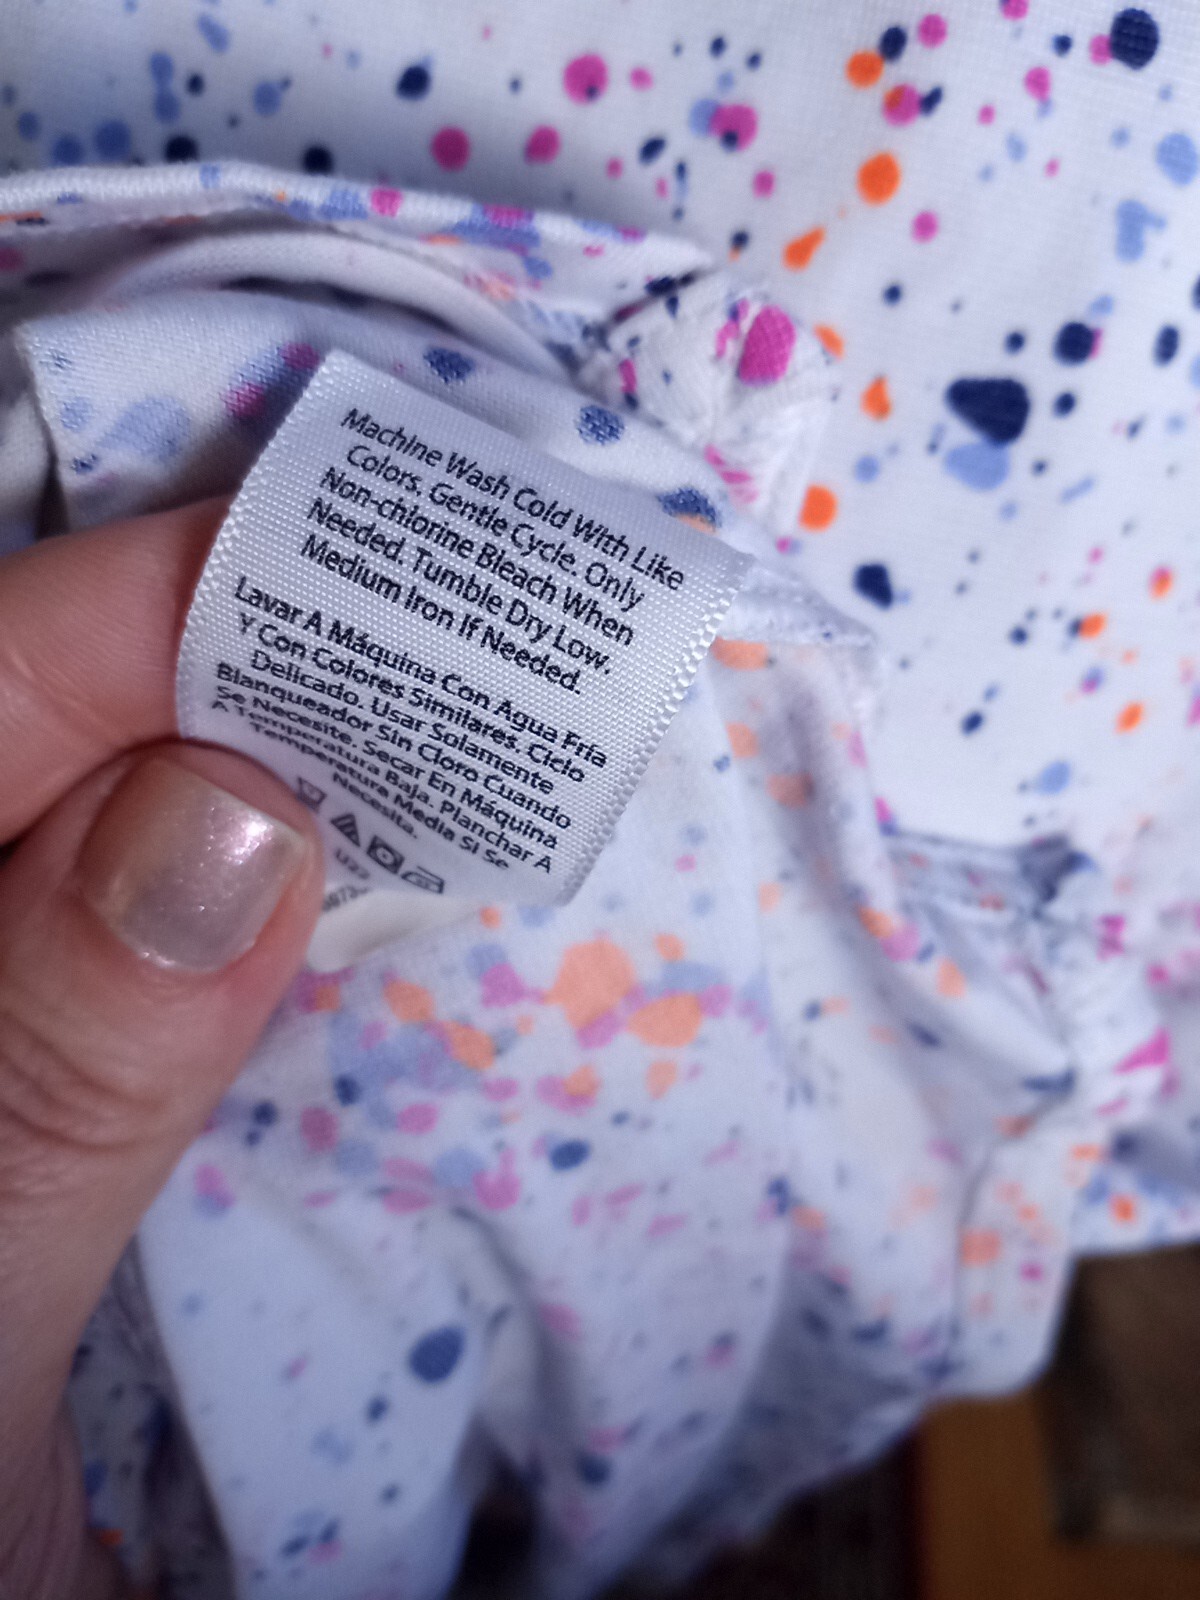 Machine Wash Cold With Like
Colors. Gentle Cycle. Only
Non-chlorine Bleach When
Needed. Tumble Dry Low.
Medium Iron If Needed.
Lavar A Máquina Con Agua Fría
Y Con Colores Similares. Ciclo
Delicado. Usar Solamente
Blanqueador Sin Cloro Cuando
Se Necesite. Secar En Máquina
A Temperatura Baja. Planchar A
Temperatura Media Si Se
Necesita.